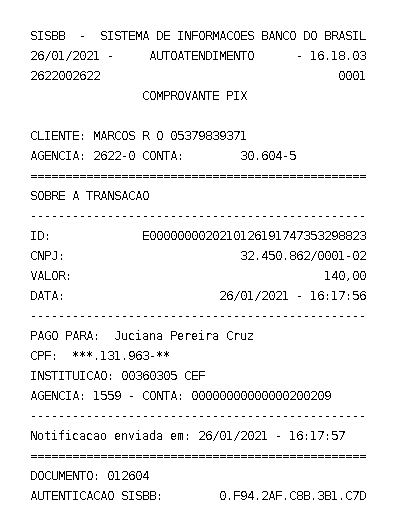 SISBB - SISTEMA DE INFORMACOES BANCO DO BRASIL
26/01/2021 - AUTOATENDIMENTO - 16.18.03
2622002622 0001
COMPROVANTE PIX
CLIENTE: MARCOS R O 05379839371
AGENCIA: 2622-0 CONTA: 30.604-5
================================================
SOBRE A TRANSACAO
------------------------------------------------
ID: E00000000202101261917473532988​23
CNPJ: 32.450.862/0001-02
VALOR: 140,00
DATA: 26/01/2021 - 16:17:56
------------------------------------------------
PAGO PARA: Juciana Pereira Cruz
CPF: ***.131.963-**
INSTITUICAO: 00360305 CEF
AGENCIA: 1559 - CONTA: 00000000000000200209
------------------------------------------------
Notificacao enviada em: 26/01/2021 - 16:17:57
================================================
DOCUMENTO: 012604
AUTENTICACAO SISBB: 0.F94.2AF.C8B.3B1.C7D